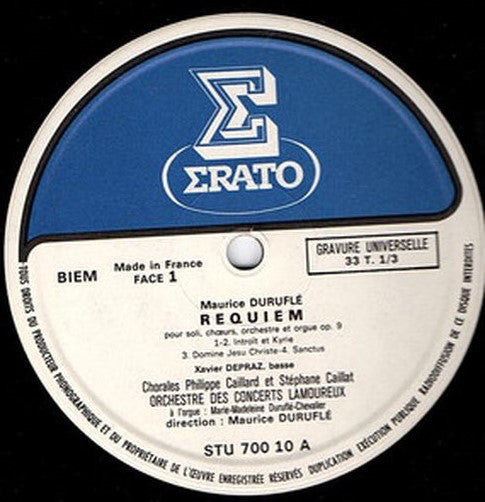 Σ
ΣRATO
BIEM
Made in France
FACE 1
GRAVURE UNIVERSELLE
33 T. 1/3
Maurice DURUFLÉ
REQUIEM
pour soli, chœurs, orchestre et orgue op. 9
1-2. Introït et Kyrie
3. Domine Jesu Christe-4. Sanctus
Xavier DEPRAZ, basse
Chorales Philippe Caillard et Stéphane Caillat
ORCHESTRE DES CONCERTS LAMOUREUX
à l'orgue : Marie-Madeleine Duruflé-Chevalier
direction : Maurice DURUFLÉ
STU 700 10 A
TOUS DROITS DU PRODUCTEUR PHONOGRAPHIQUE ET DU PROPRIÉTAIRE DE L'ŒUVRE ENREGISTRÉE RÉSERVÉS DUPLICATION EXÉCUTION PUBLIQUE RADIODIFFUSION DE CE DISQUE INTERDITES